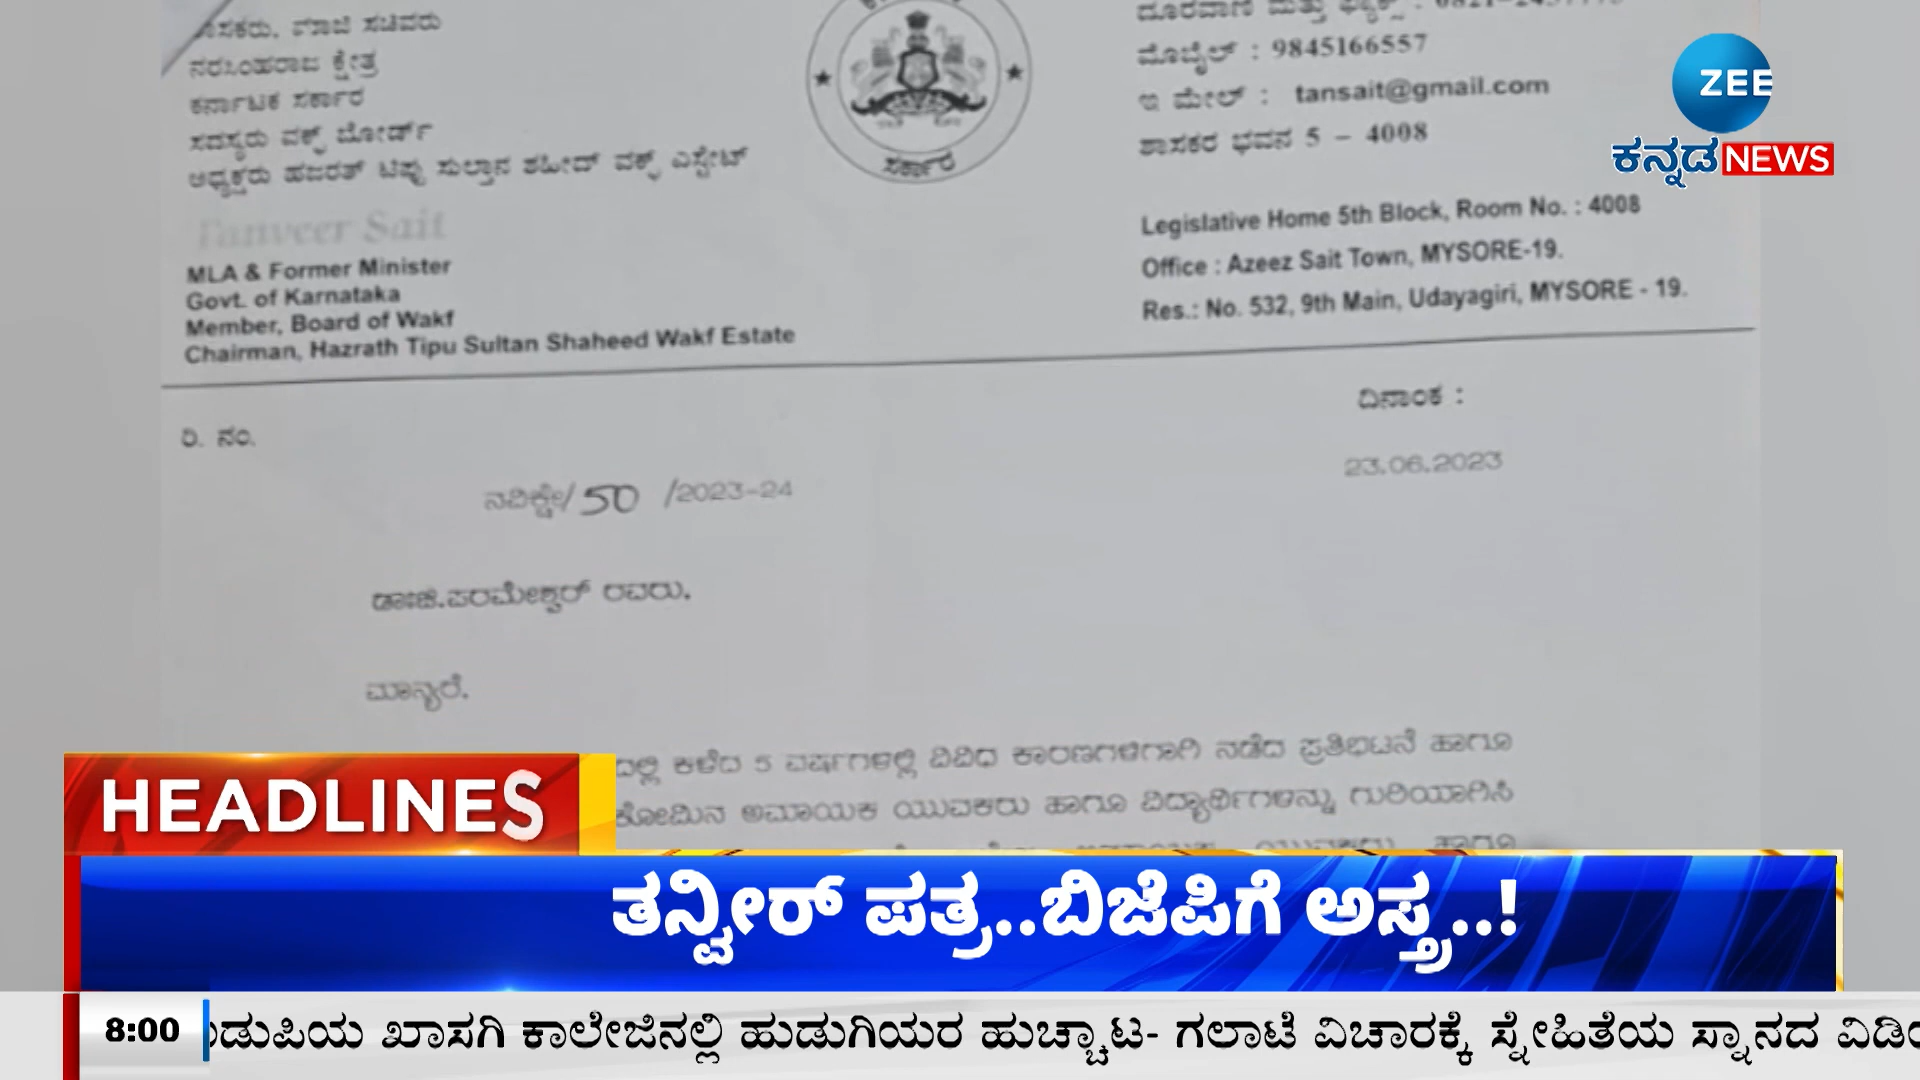 ಶಾಸಕರು, ಮಾಜಿ ಸಚಿವರು
ನರಸಿಂಹರಾಜ ಕ್ಷೇತ್ರ
ಕರ್ನಾಟಕ ಸರ್ಕಾರ
ಸದಸ್ಯರು ವಕ್ಫ್ ಬೋರ್ಡ್
ಅಧ್ಯಕ್ಷರು ಹಜರತ್ ಟಿಪ್ಪು ಸುಲ್ತಾನ ಶಹೀದ್ ವಕ್ಫ್ ಎಸ್ಟೇಟ್
Tanveer Sait
MLA & Former Minister
Govt. of Karnataka
Member, Board of Wakf
Chairman, Hazrath Tipu Sultan Shaheed Wakf Estate
ಸರ್ಕಾರ
ದೂರವಾಣಿ ಮತ್ತು ಫ್ಯಾಕ್ಸ್ :
ಮೊಬೈಲ್ : 9845166557
ಇ ಮೇಲ್ : tansait@gmail.com
ಶಾಸಕರ ಭವನ 5 – 4008
Legislative Home 5th Block, Room No. : 4008
Office : Azeez Sait Town, MYSORE-19.
Res.: No. 532, 9th Main, Udayagiri, MYSORE - 19.
ZEE
ಕನ್ನಡ NEWS
ರಿ. ನಂ.
ದಿನಾಂಕ :
ನವಿಕ್ಷೇ/50 /2023-24
23.06.2023
ಡಾ॥ಜಿ.ಪರಮೇಶ್ವರ್ ರವರು,
ಮಾನ್ಯರೆ,
ದಲ್ಲಿ ಕಳೆದ 5 ವರ್ಷಗಳಲ್ಲಿ ವಿವಿಧ ಕಾರಣಗಳಿಗಾಗಿ ನಡೆದ ಪ್ರತಿಭಟನೆ ಹಾಗೂ
ಕೋಮಿನ ಅಮಾಯಕ ಯುವಕರು ಹಾಗೂ ವಿದ್ಯಾರ್ಥಿಗಳನ್ನು ಗುರಿಯಾಗಿಸಿ
ಯುವಕರು ಹಾಗೂ
HEADLINES
ತನ್ವೀರ್ ಪತ್ರ..ಬಿಜೆಪಿಗೆ ಅಸ್ತ್ರ..!
8:00 ಉಡುಪಿಯ ಖಾಸಗಿ ಕಾಲೇಜಿನಲ್ಲಿ ಹುಡುಗಿಯರ ಹುಚ್ಚಾಟ- ಗಲಾಟೆ ವಿಚಾರಕ್ಕೆ ಸ್ನೇಹಿತೆಯ ಸ್ನಾನದ